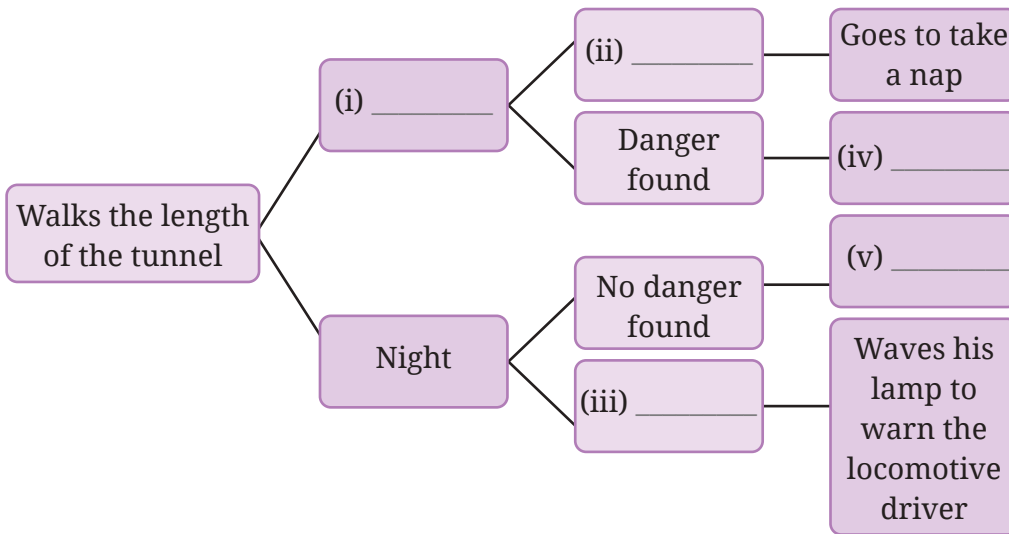 Walks the length
of the tunnel
(i) _________
Night
(ii) _________
Danger
found
No danger
found
(iii) _________
Goes to take
a nap
(iv) _________
(v) _________
Waves his
lamp to
warn the
locomotive
driver